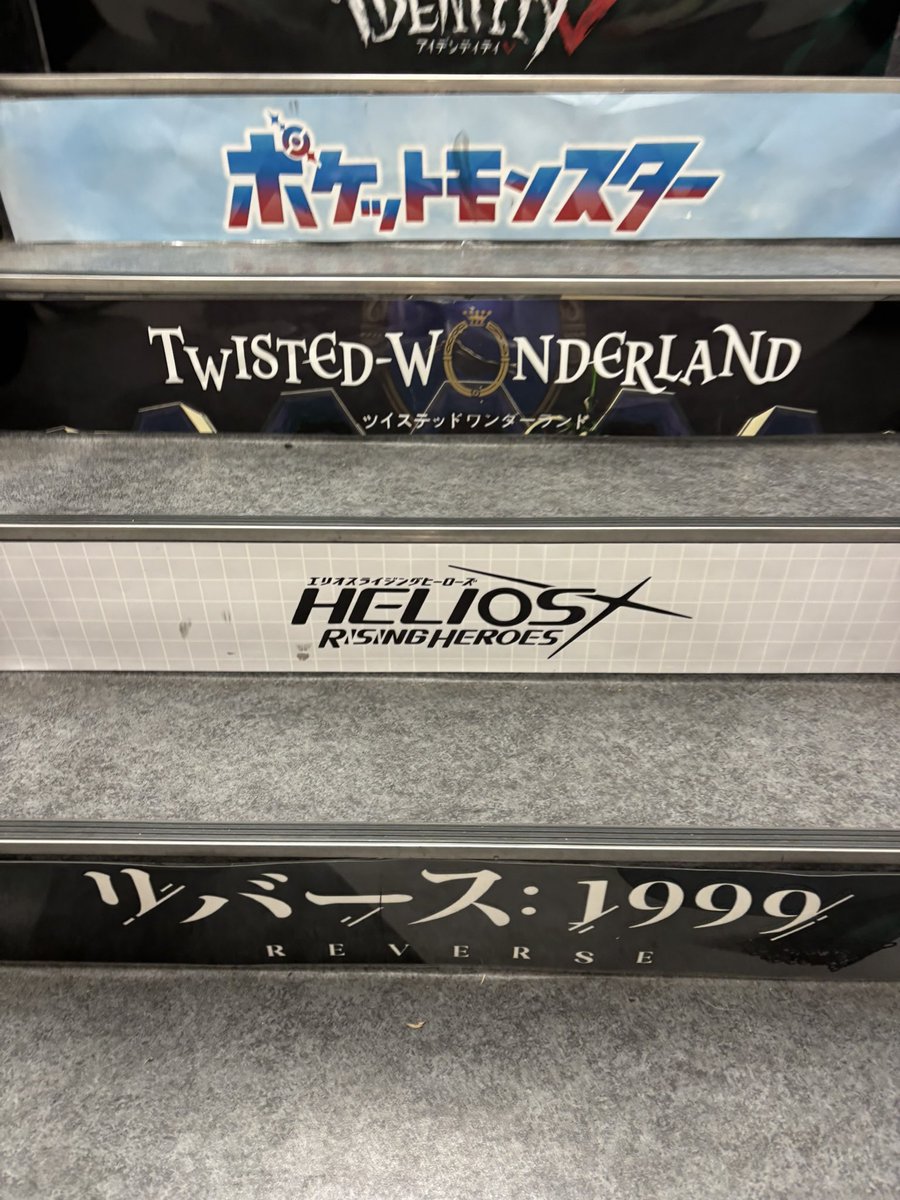 IDENTITY V
アイデンティティV
ポケットモンスター
TWISTED-WONDERLAND
ツイステッドワンダーランド
エリオスライジングヒーローズ
HELIOS
RISING HEROES
リバース:1999
REVERSE